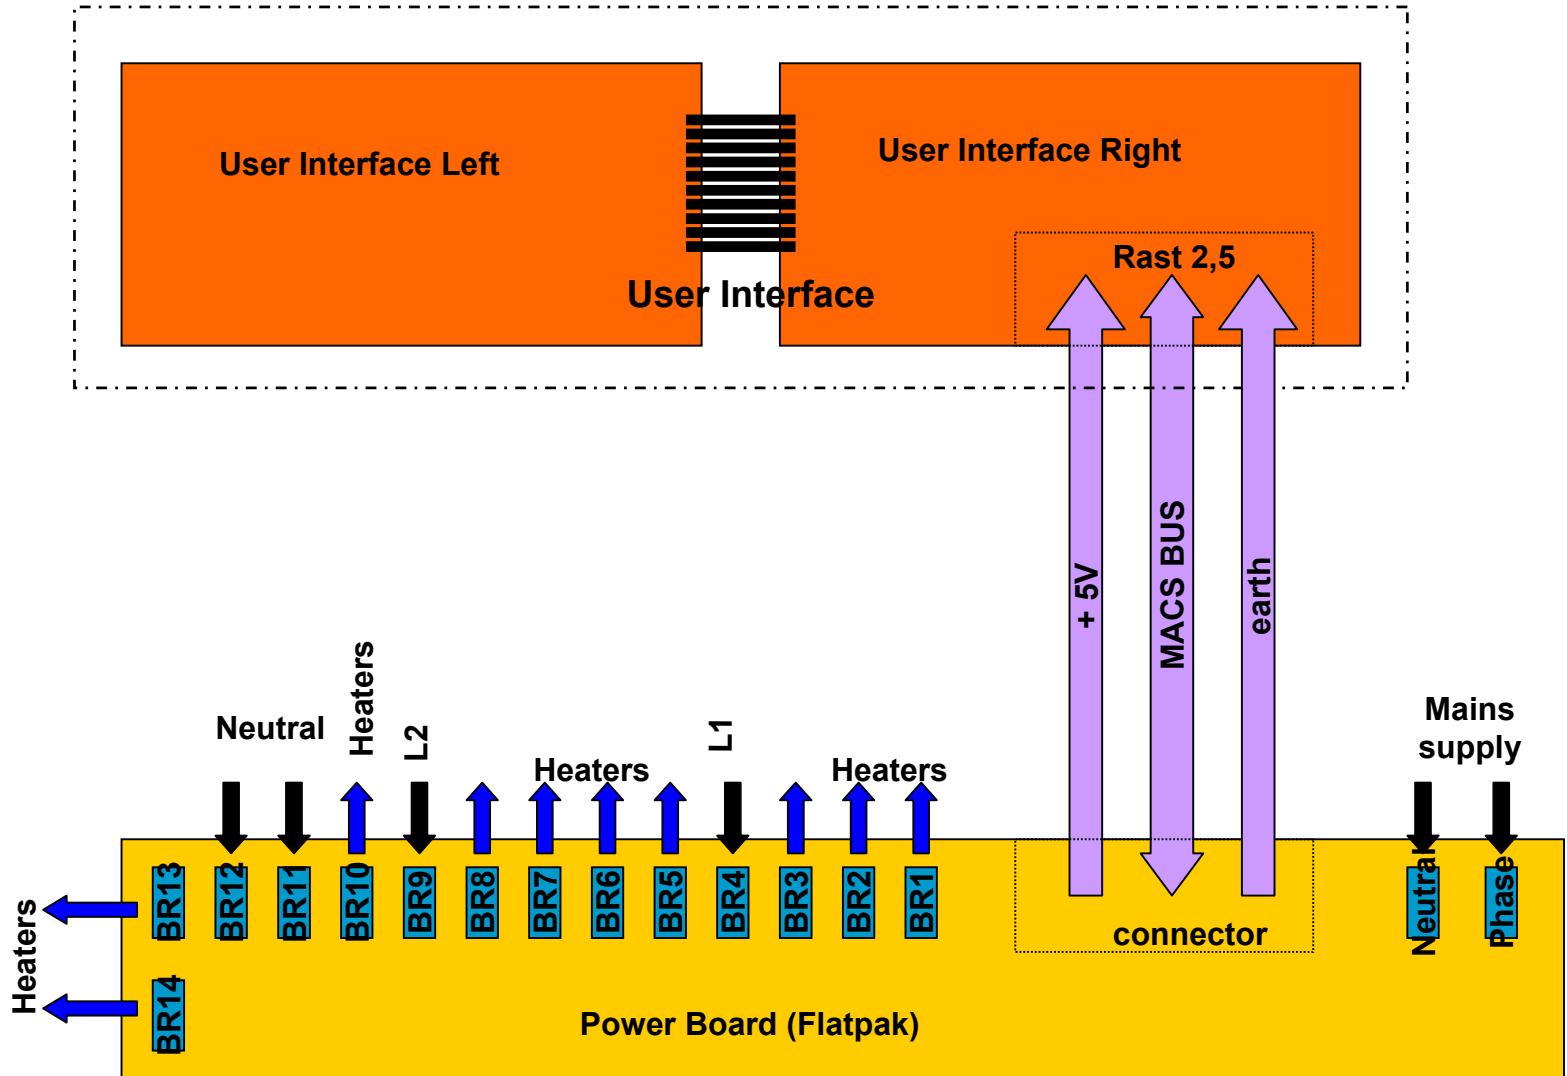 User Interface Left
User Interface Right
Rast 2,5
User Interface
+ 5V
MACS BUS
earth
Neutral
Heaters
L2
Heaters
L1
Heaters
Mains
supply
BR13
BR12
BR11
BR10
BR9
BR8
BR7
BR6
BR5
BR4
BR3
BR2
BR1
connector
Neutral
Phase
Heaters
BR14
Power Board (Flatpak)